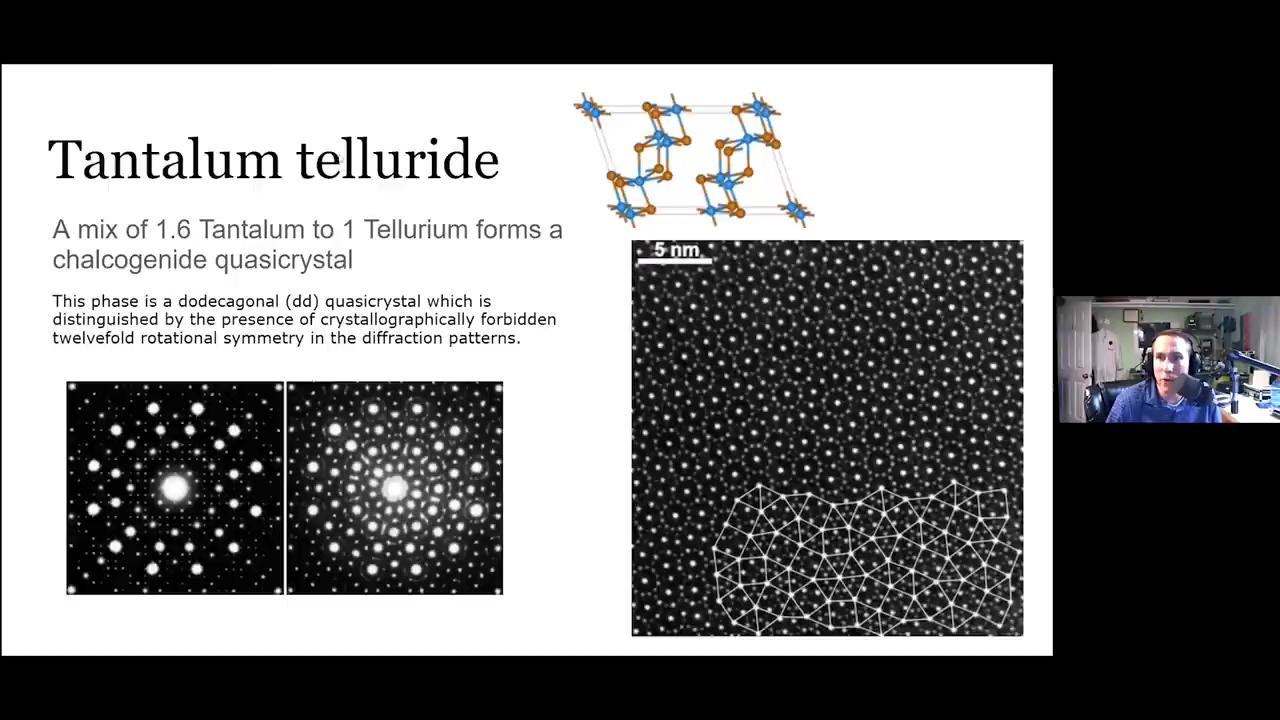 Tantalum telluride
A mix of 1.6 Tantalum to 1 Tellurium forms a
chalcogenide quasicrystal
This phase is a dodecagonal (dd) quasicrystal which is
distinguished by the presence of crystallographically forbidden
twelvefold rotational symmetry in the diffraction patterns.
5 nm